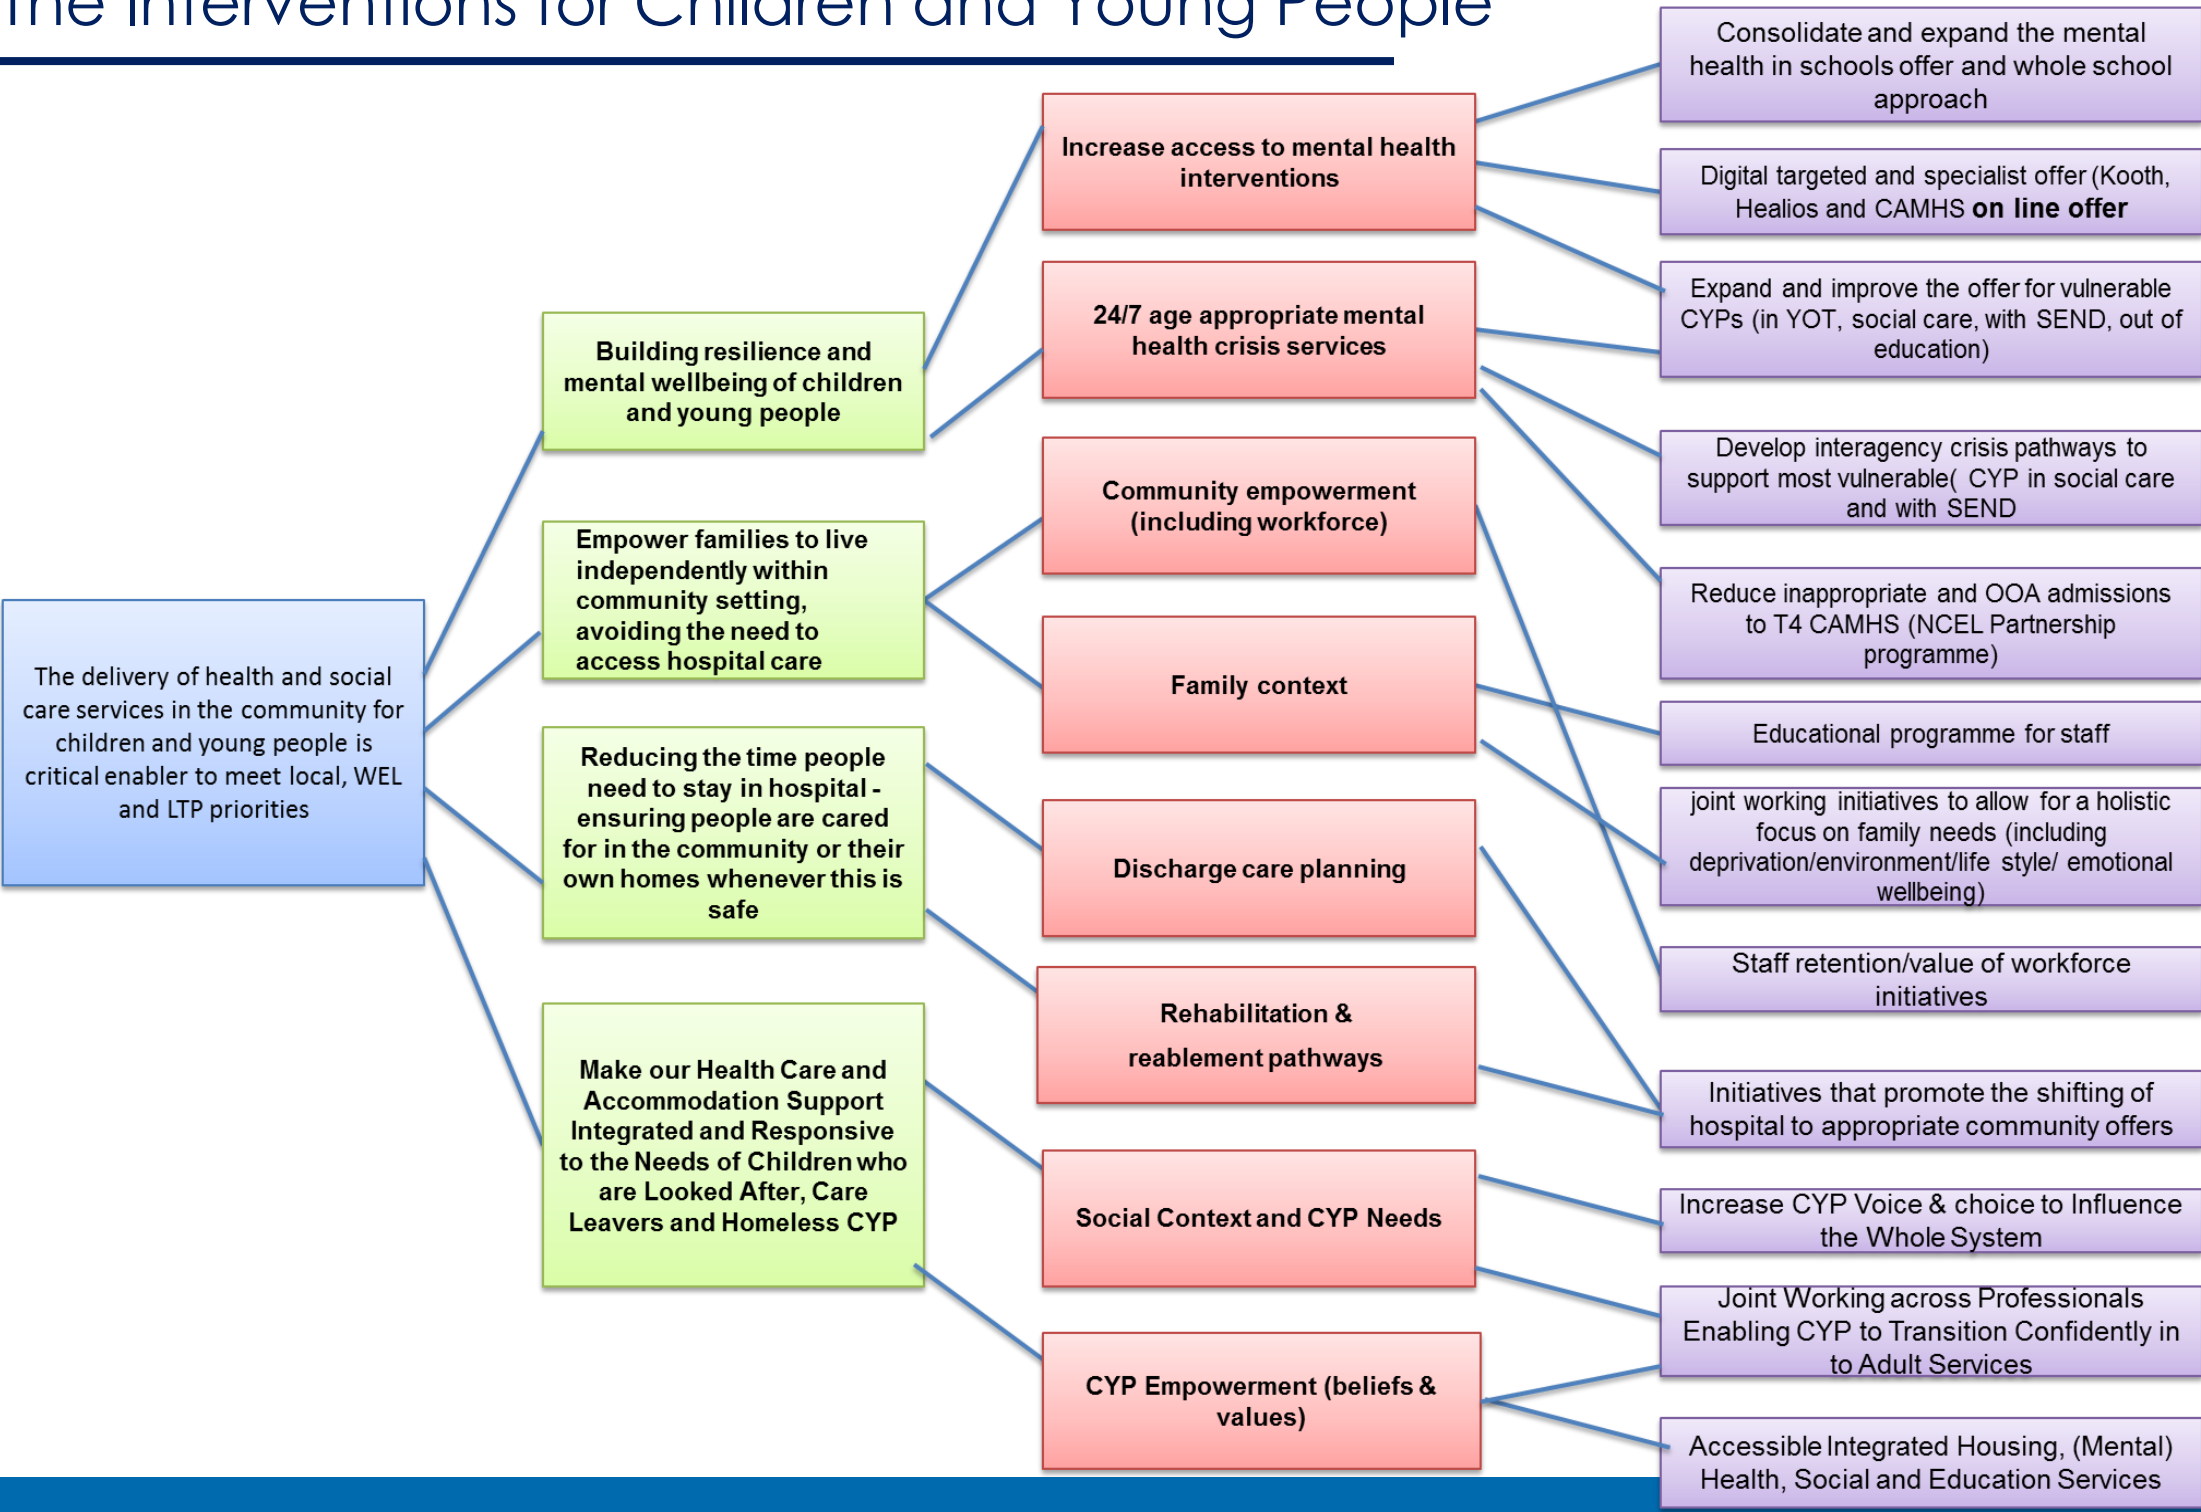 The Interventions for Children and Young People
The delivery of health and social
care services in the community for
children and young people is
critical enabler to meet local, WEL
and LTP priorities
Building resilience and
mental wellbeing of children
and young people
Empower families to live
independently within
community setting,
avoiding the need to
access hospital care
Reducing the time people
need to stay in hospital -
ensuring people are cared
for in the community or their
own homes whenever this is
safe
Make our Health Care and
Accommodation Support
Integrated and Responsive
to the Needs of Children who
are Looked After, Care
Leavers and Homeless CYP
Increase access to mental health
interventions
24/7 age appropriate mental
health crisis services
Community empowerment
(including workforce)
Family context
Discharge care planning
Rehabilitation &
reablement pathways
Social Context and CYP Needs
CYP Empowerment (beliefs &
values)
Consolidate and expand the mental
health in schools offer and whole school
approach
Digital targeted and specialist offer (Kooth,
Healios and CAMHS on line offer
Expand and improve the offer for vulnerable
CYPs (in YOT, social care, with SEND, out of
education)
Develop interagency crisis pathways to
support most vulnerable( CYP in social care
and with SEND
Reduce inappropriate and OOA admissions
to T4 CAMHS (NCEL Partnership
programme)
Educational programme for staff
joint working initiatives to allow for a holistic
focus on family needs (including
deprivation/environment/life style/ emotional
wellbeing)
Staff retention/value of workforce
initiatives
Initiatives that promote the shifting of
hospital to appropriate community offers
Increase CYP Voice & choice to Influence
the Whole System
Joint Working across Professionals
Enabling CYP to Transition Confidently in
to Adult Services
Accessible Integrated Housing, (Mental)
Health, Social and Education Services